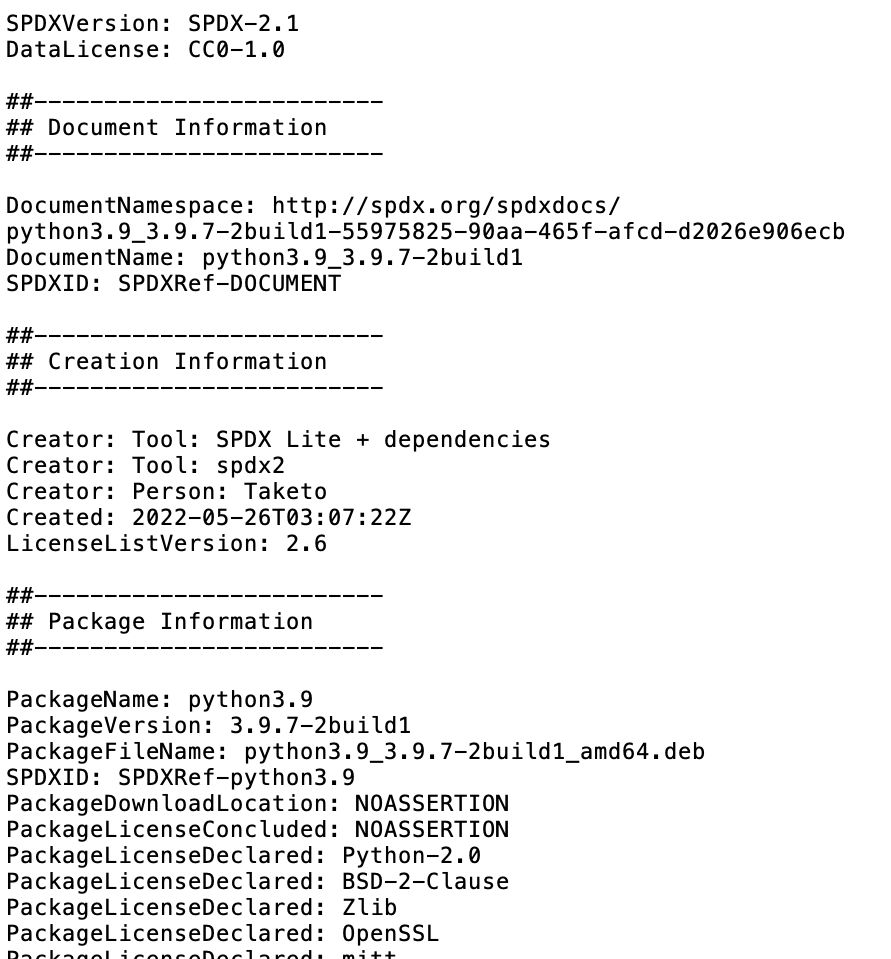 SPDXVersion: SPDX-2.1
DataLicense: CC0-1.0
##-------------------------
## Document Information
##-------------------------
DocumentNamespace: http://spdx.org/spdxdocs/
python3.9_3.9.7-2build1-55975825-90aa-465f-afcd-d2026e906ecb
DocumentName: python3.9_3.9.7-2build1
SPDXID: SPDXRef-DOCUMENT
##-------------------------
## Creation Information
##-------------------------
Creator: Tool: SPDX Lite + dependencies
Creator: Tool: spdx2
Creator: Person: Taketo
Created: 2022-05-26T03:07:22Z
LicenseListVersion: 2.6
##-------------------------
## Package Information
##-------------------------
PackageName: python3.9
PackageVersion: 3.9.7-2build1
PackageFileName: python3.9_3.9.7-2build1_amd64.deb
SPDXID: SPDXRef-python3.9
PackageDownloadLocation: NOASSERTION
PackageLicenseConcluded: NOASSERTION
PackageLicenseDeclared: Python-2.0
PackageLicenseDeclared: BSD-2-Clause
PackageLicenseDeclared: Zlib
PackageLicenseDeclared: OpenSSL
PackageLicenseDeclared: